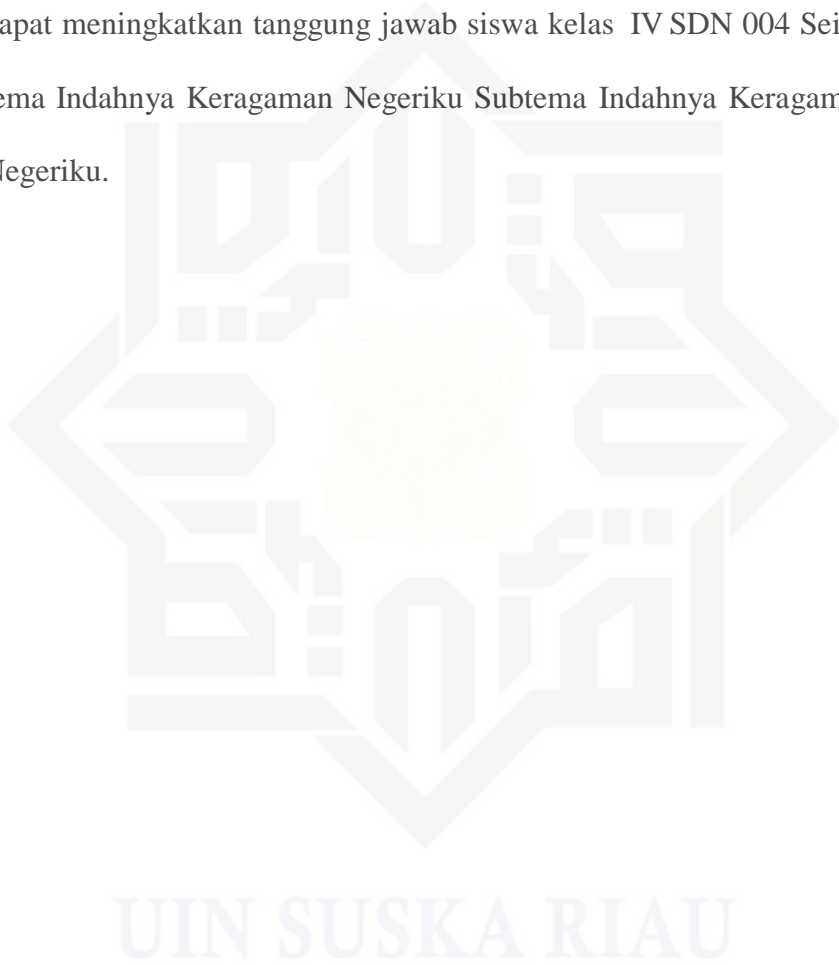 apat meningkatkan tanggung jawab siswa kelas IV SDN 004 Sei
ema Indahnya Keragaman Negeriku Subtema Indahnya Keragam
Negeriku.
UIN SUSKA RIAU